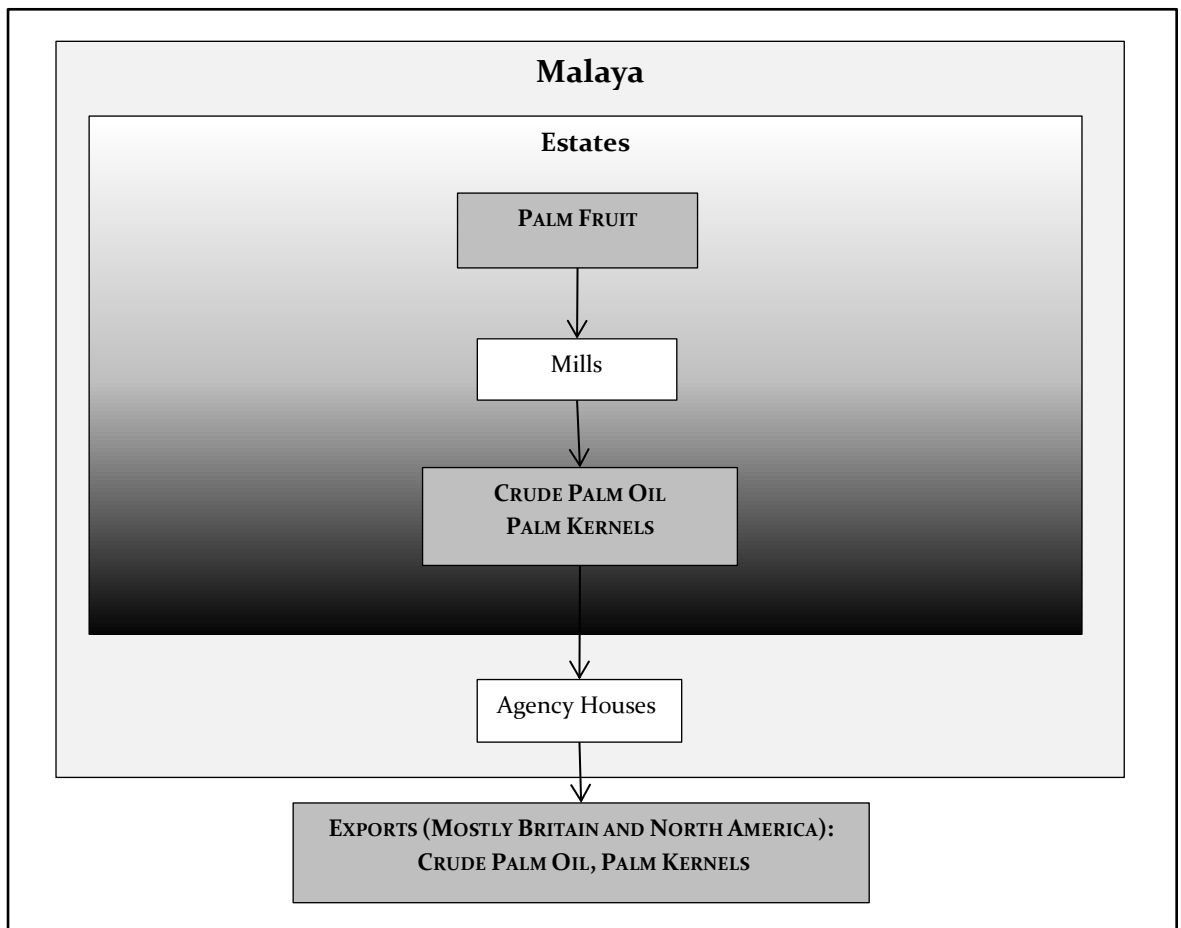 Malaya
Estates
PALM FRUIT
Mills
CRUDE PALM OIL
PALM KERNELS
Agency Houses
EXPORTS (MOSTLY BRITAIN AND NORTH AMERICA):
CRUDE PALM OIL, PALM KERNELS